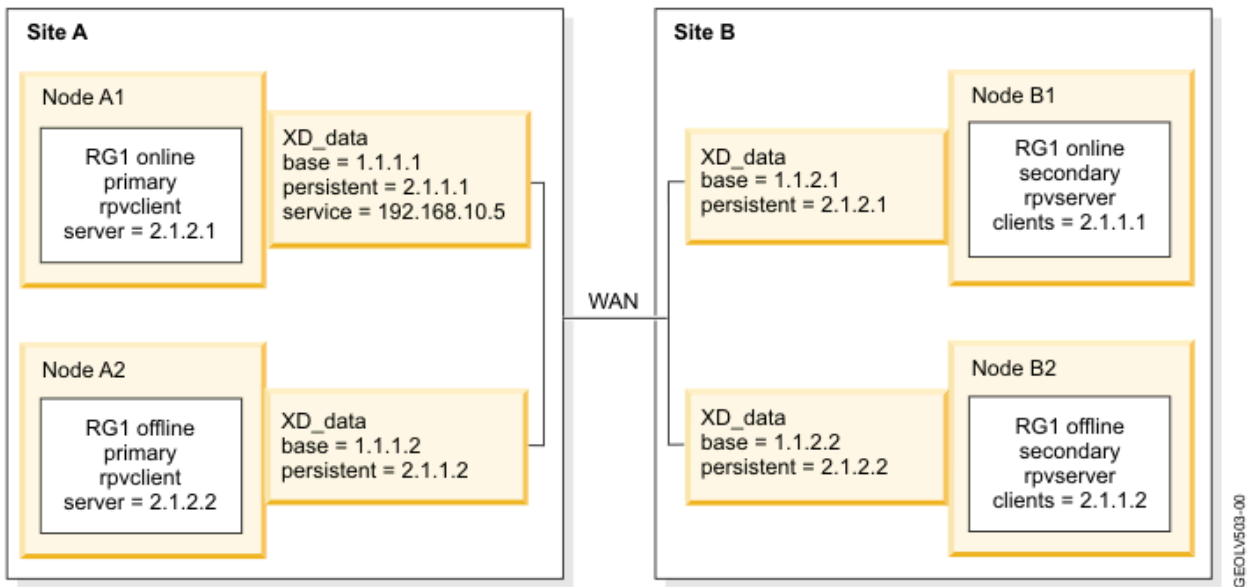 Site A
Node A1
RG1 online
primary
rpvclient
server = 2.1.2.1
XD_data
base = 1.1.1.1
persistent = 2.1.1.1
service = 192.168.10.5
Node A2
RG1 offline
primary
rpvclient
server = 2.1.2.2
XD_data
base = 1.1.1.2
persistent = 2.1.1.2
WAN
Site B
XD_data
base = 1.1.2.1
persistent = 2.1.2.1
Node B1
RG1 online
secondary
rpvserver
clients = 2.1.1.1
XD_data
base = 1.1.2.2
persistent = 2.1.2.2
Node B2
RG1 offline
secondary
rpvserver
clients = 2.1.1.2
GEOLV503-00